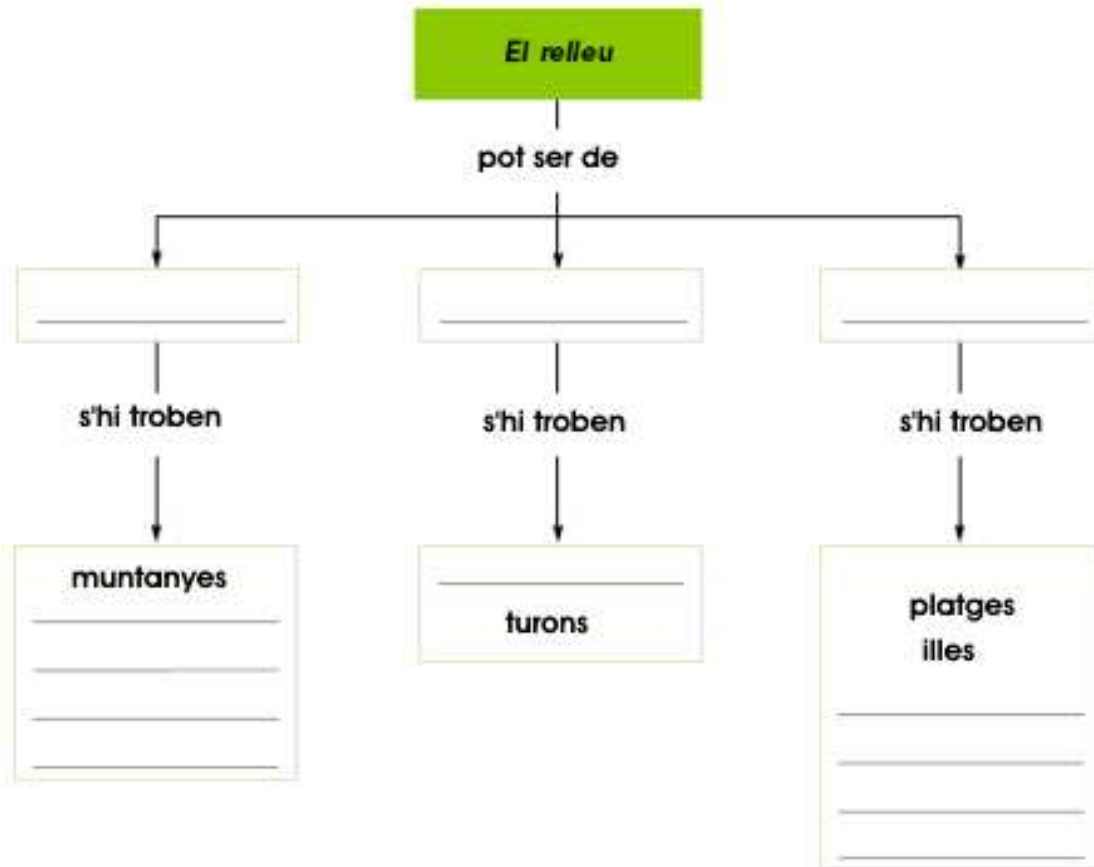 El relleu
pot ser de
s'hi troben
s'hi troben
s'hi troben
muntanyes
turons
platges
illes